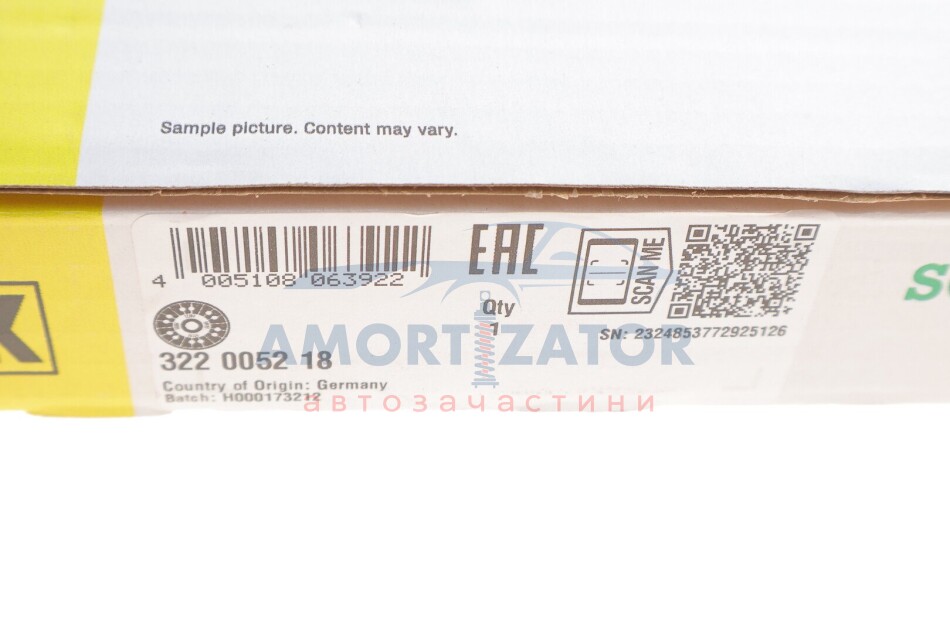 Sample picture. Content may vary.
4 005108 063922
EAC
SCAN ME
Qty
1
SN: 2324853772925126
AMORTIZATOR
322 0052 18
Country of Origin: Germany
Batch: H000173212
автозачастини
K